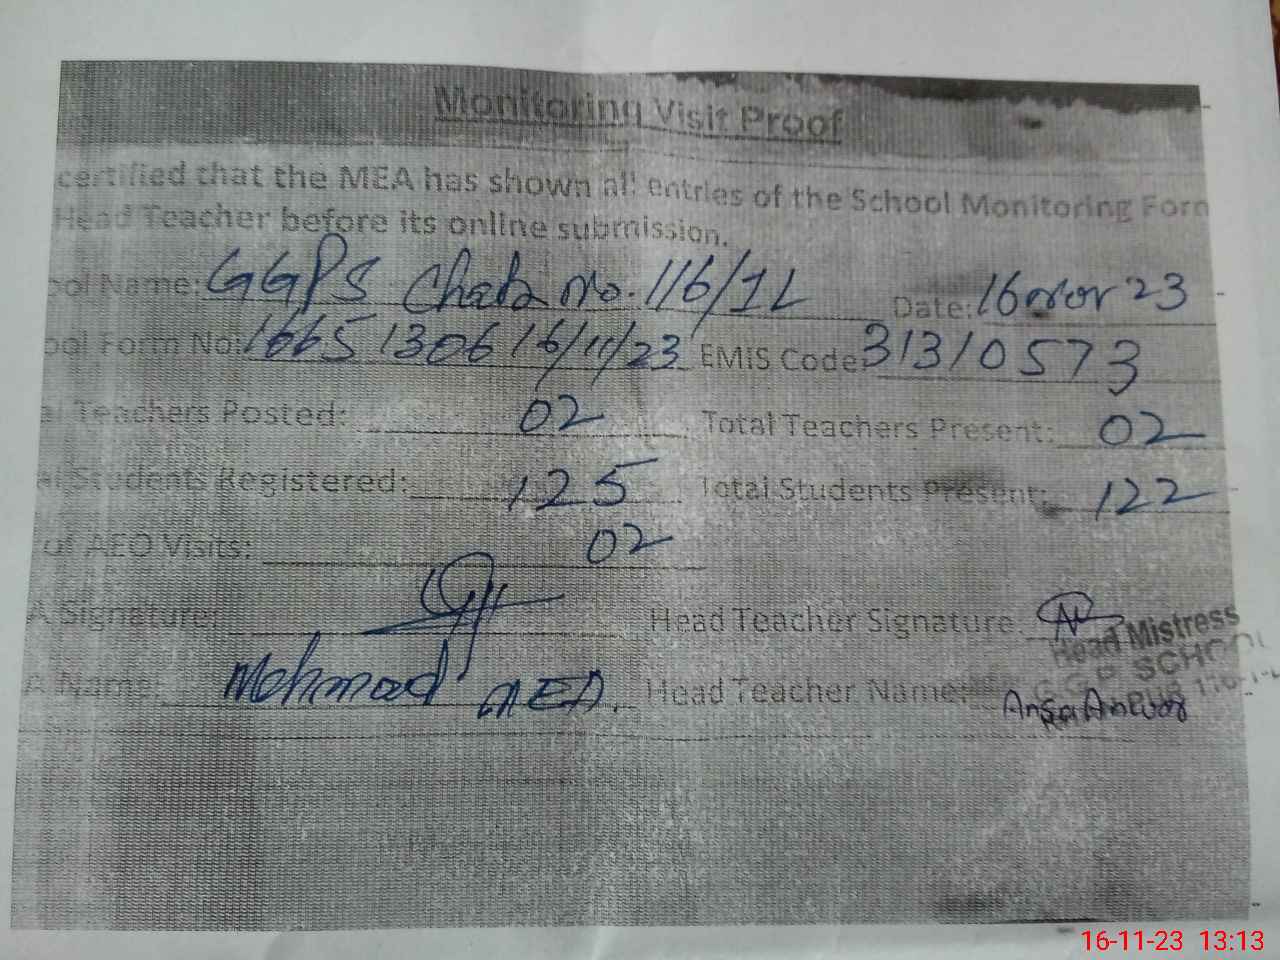 Monitoring Visit Proof
certified that the MEA has shown all entries of the School Monitoring Form
Head Teacher before its online submission.
ool Name: GGPS Chak No. 116/1L Date: 16 Nov 23
ool Form No: 1665 1306 16/11/23 EMIS Code: 31310573
al Teachers Posted: 02 Total Teachers Present: 02
al Students Registered: 125 Total Students Present: 122
of AEO Visits: 02
A Signature: Head Teacher Signature
Head Mistress
SCHOOL
A Name: Head Teacher Name:
16-11-23 13:13